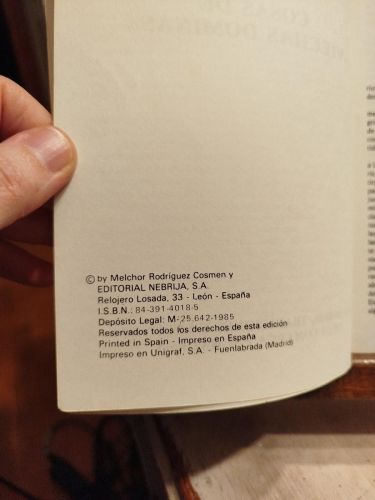 © by Melchor Rodríguez Cosmen y
EDITORIAL NEBRIJA, S.A.
Relojero Losada, 33 - León - España
I.S.B.N.: 84-391-4018-5
Depósito Legal: M-25.642-1985
Reservados todos los derechos de esta edición
Printed in Spain - Impreso en España
Impreso en Unigraf, S.A. - Fuenlabrada (Madrid)